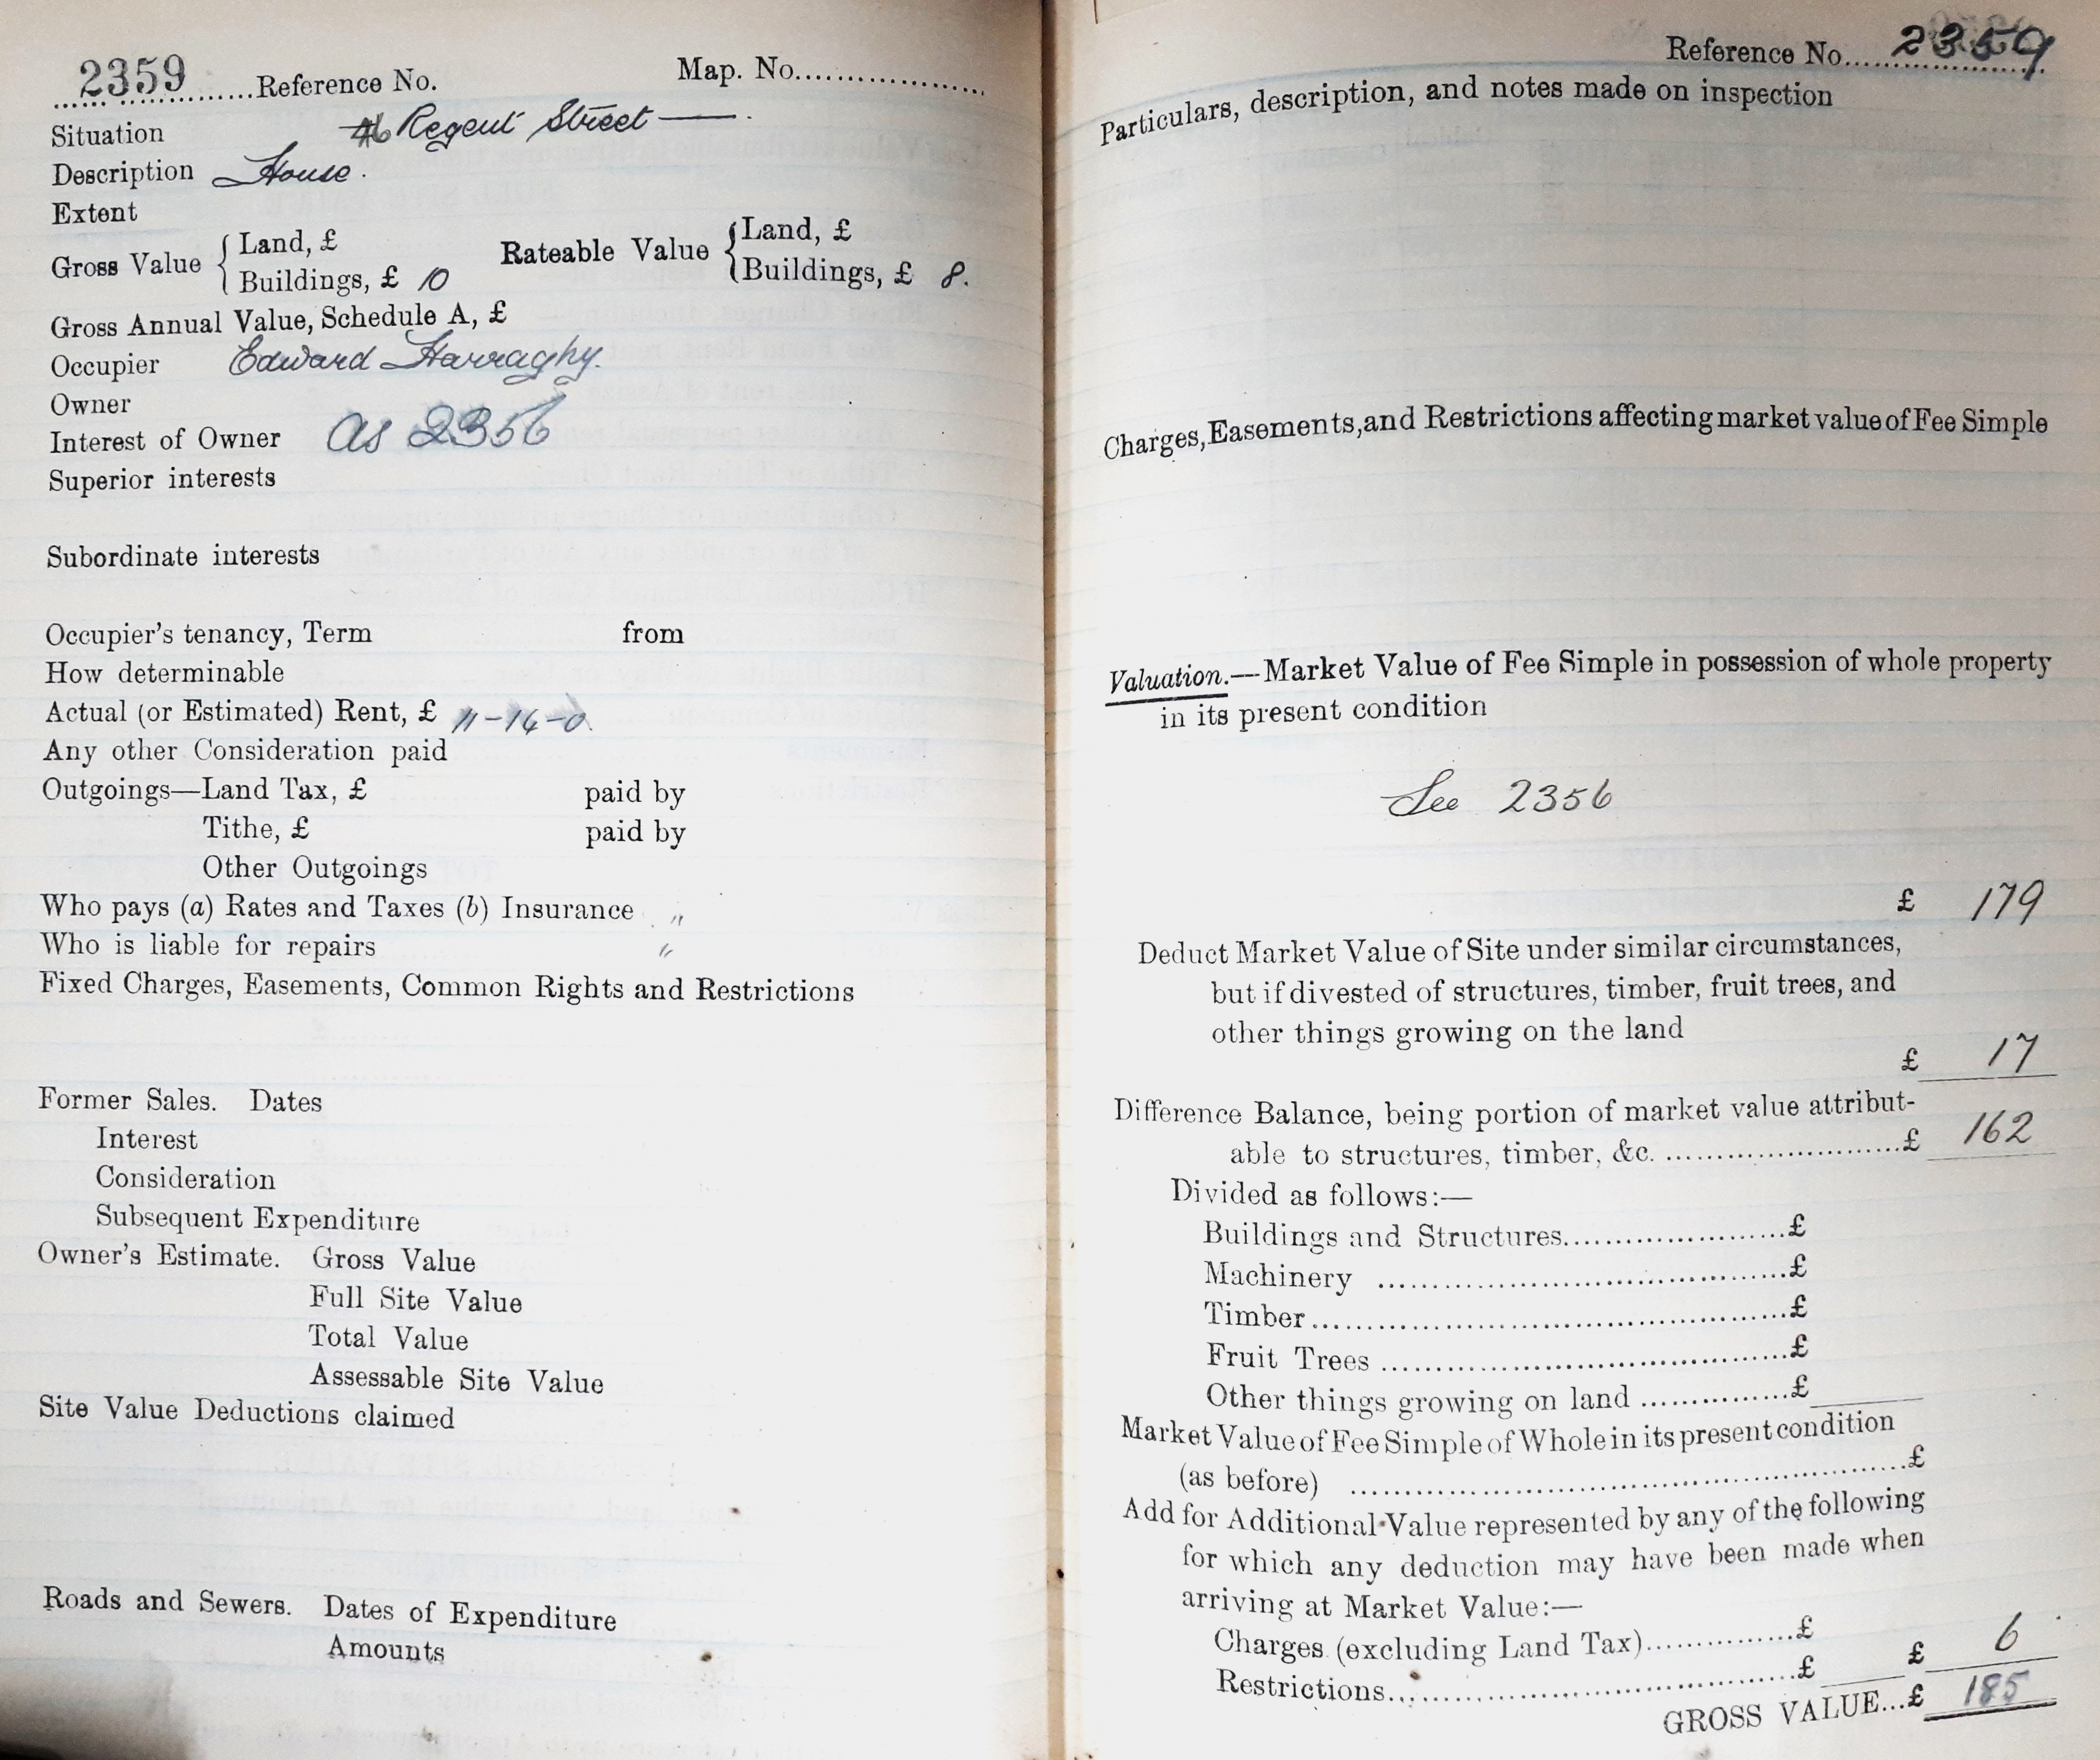 2359 Reference No. Map. No.
Situation 46 Regent Street
Description House.
Extent
Gross Value { Land, £ Rateable Value { Land, £
Buildings, £ 10 Buildings, £ 8.
Gross Annual Value, Schedule A, £
Occupier Edward Harraghy.
Owner
Interest of Owner as 2356
Superior interests
Subordinate interests
Occupier's tenancy, Term from
How determinable
Actual (or Estimated) Rent, £ 11-14-0.
Any other Consideration paid
Outgoings—Land Tax, £ paid by
Tithe, £ paid by
Other Outgoings
Who pays (a) Rates and Taxes (b) Insurance "
Who is liable for repairs "
Fixed Charges, Easements, Common Rights and Restrictions
Former Sales. Dates
Interest
Consideration
Subsequent Expenditure
Owner's Estimate. Gross Value
Full Site Value
Total Value
Assessable Site Value
Site Value Deductions claimed
Roads and Sewers. Dates of Expenditure
Amounts
Reference No. 2359
Particulars, description, and notes made on inspection
Charges, Easements, and Restrictions affecting market value of Fee Simple
Valuation.—Market Value of Fee Simple in possession of whole property
in its present condition
See 2356
£ 179
Deduct Market Value of Site under similar circumstances,
but if divested of structures, timber, fruit trees, and
other things growing on the land
£ 17
Difference Balance, being portion of market value attribut-
able to structures, timber, &c. £ 162
Divided as follows:—
Buildings and Structures £
Machinery £
Timber £
Fruit Trees £
Other things growing on land £
Market Value of Fee Simple of Whole in its present condition
(as before) £
Add for Additional Value represented by any of the following
for which any deduction may have been made when
arriving at Market Value:—
Charges (excluding Land Tax) £
Restrictions £ £ 6
GROSS VALUE...£ 185